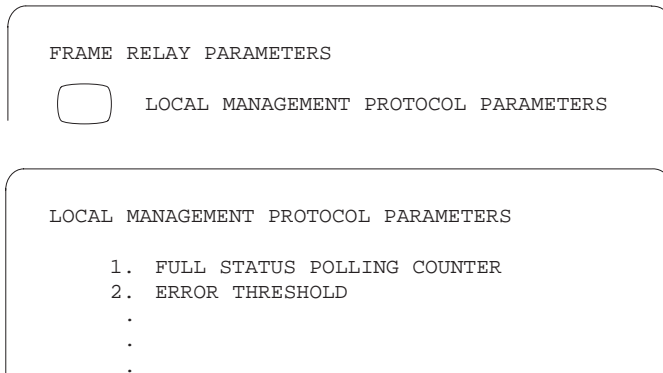 FRAME RELAY PARAMETERS
LOCAL MANAGEMENT PROTOCOL PARAMETERS
LOCAL MANAGEMENT PROTOCOL PARAMETERS
1. FULL STATUS POLLING COUNTER
2. ERROR THRESHOLD
.
.
.